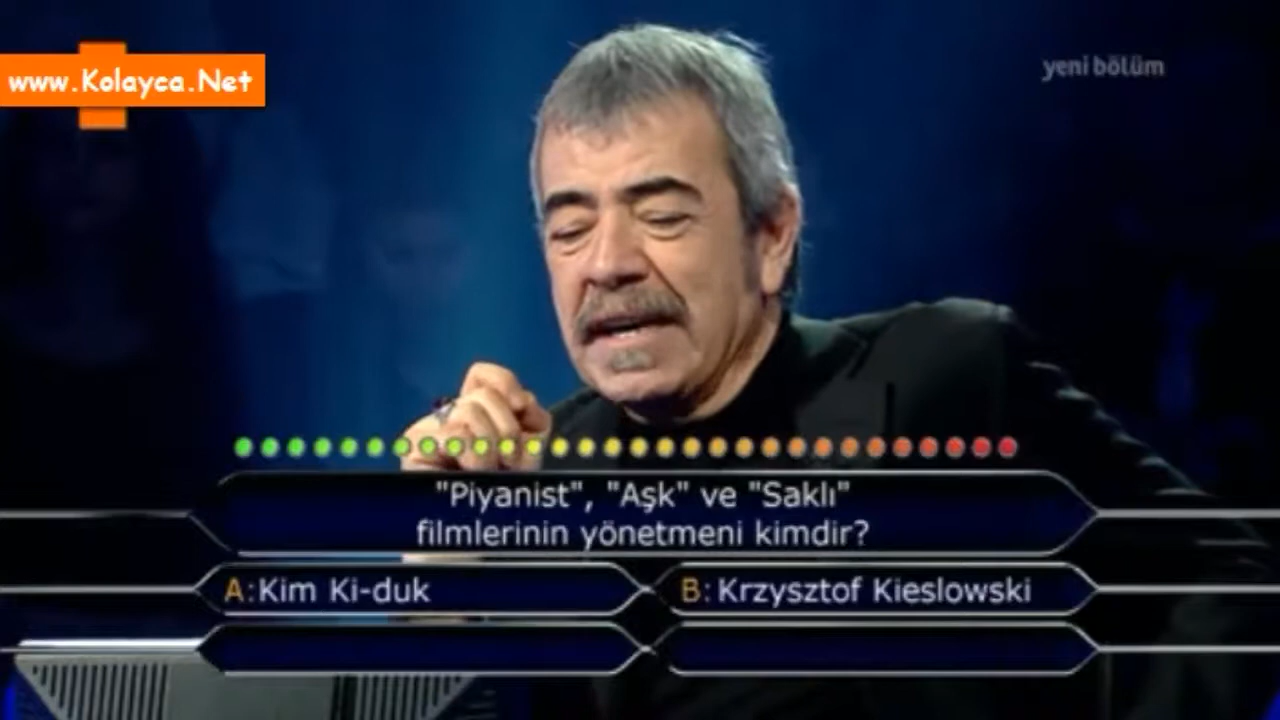 www.Kolayca.Net
yeni bölüm
"Piyanist", "Aşk" ve "Saklı"
filmlerinin yönetmeni kimdir?
A:Kim Ki-duk
B:Krzysztof Kieslowski